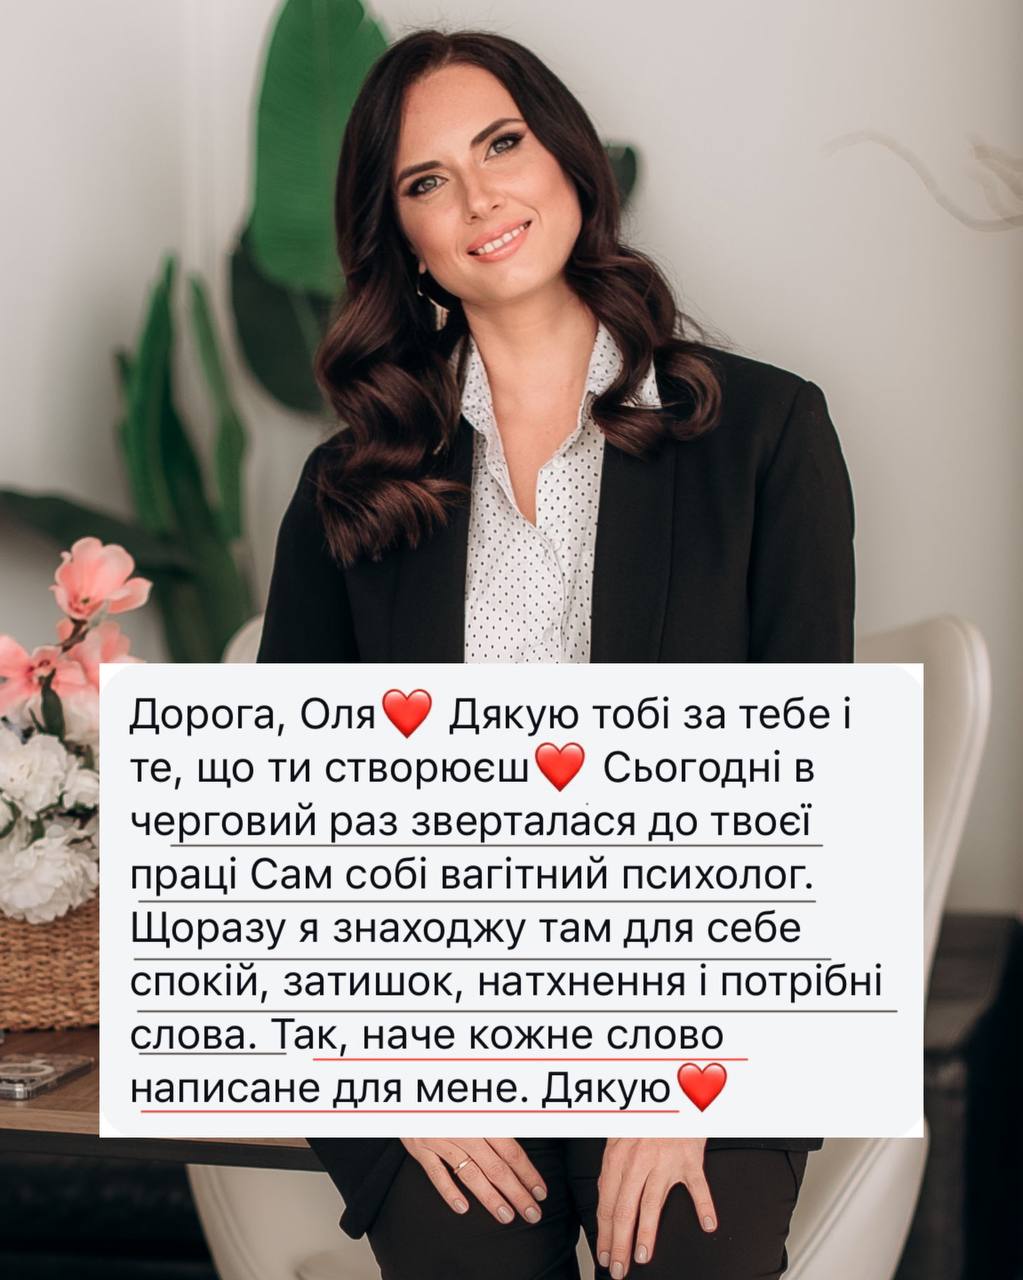 Дорога, Оля❤️ Дякую тобі за тебе і
те, що ти створюєш❤️ Сьогодні в
черговий раз зверталася до твоєї
праці Сам собі вагітний психолог.
Щоразу я знаходжу там для себе
спокій, затишок, натхнення і потрібні
слова. Так, наче кожне слово
написане для мене. Дякую❤️